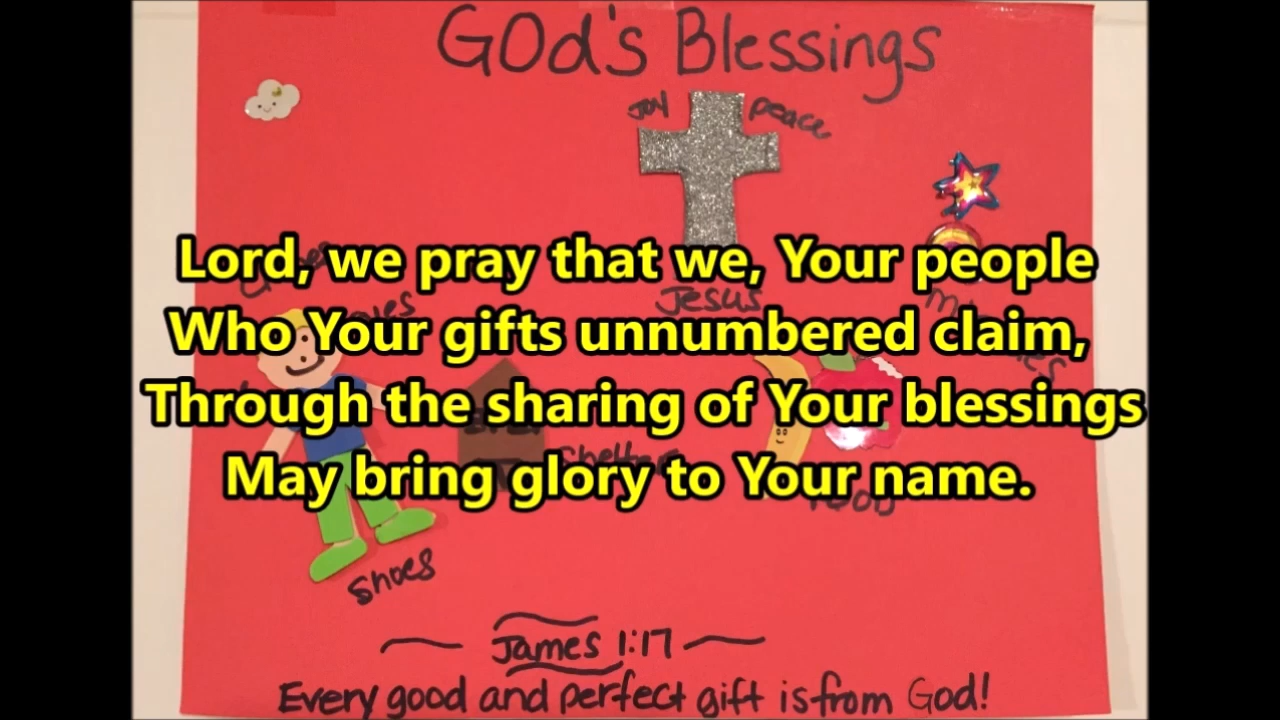 GOd's Blessings
Joy
peace
Lord, we pray that we, Your people
Jesus
Who Your gifts unnumbered claim,
Through the sharing of Your blessings
Shelter
May bring glory to Your name.
FOOD
Shoes
James 1:17
Every good and perfect gift is from God!